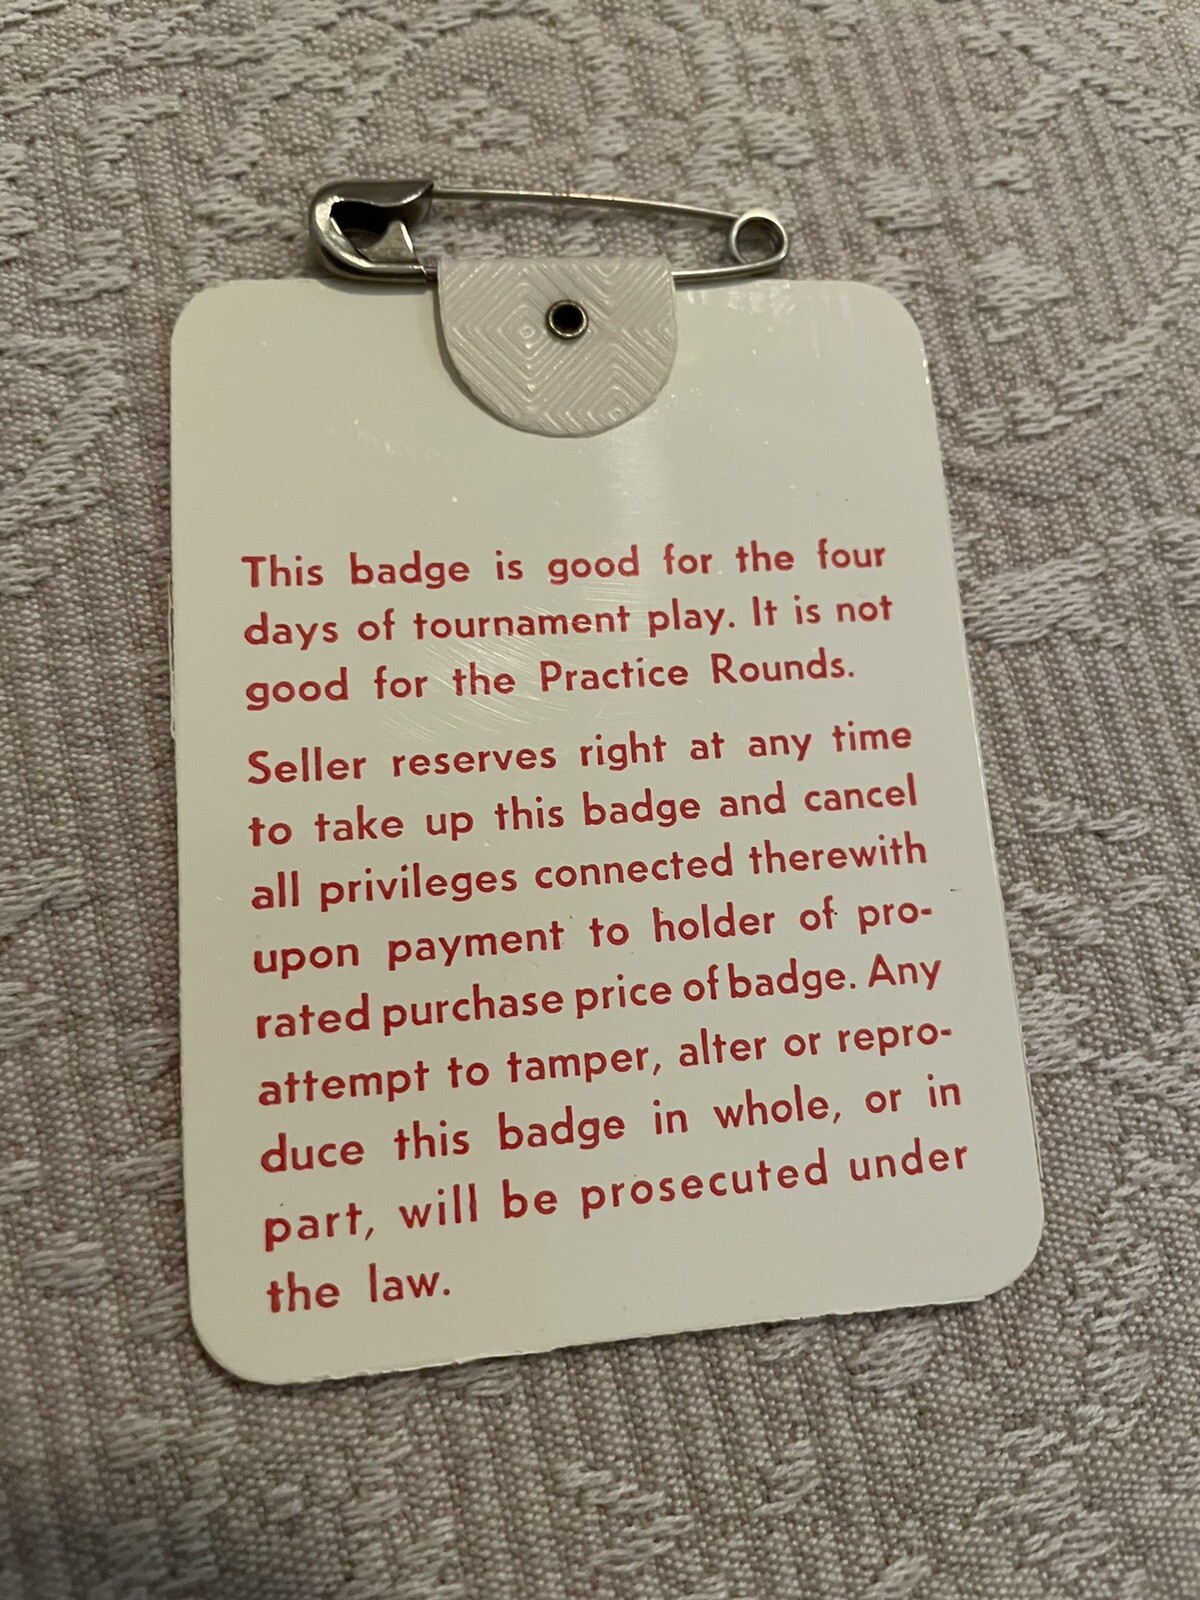 This badge is good for the four
days of tournament play. It is not
good for the Practice Rounds.
Seller reserves right at any time
to take up this badge and cancel
all privileges connected therewith
upon payment to holder of pro-
rated purchase price of badge. Any
attempt to tamper, alter or repro-
duce this badge in whole, or in
part, will be prosecuted under
the law.